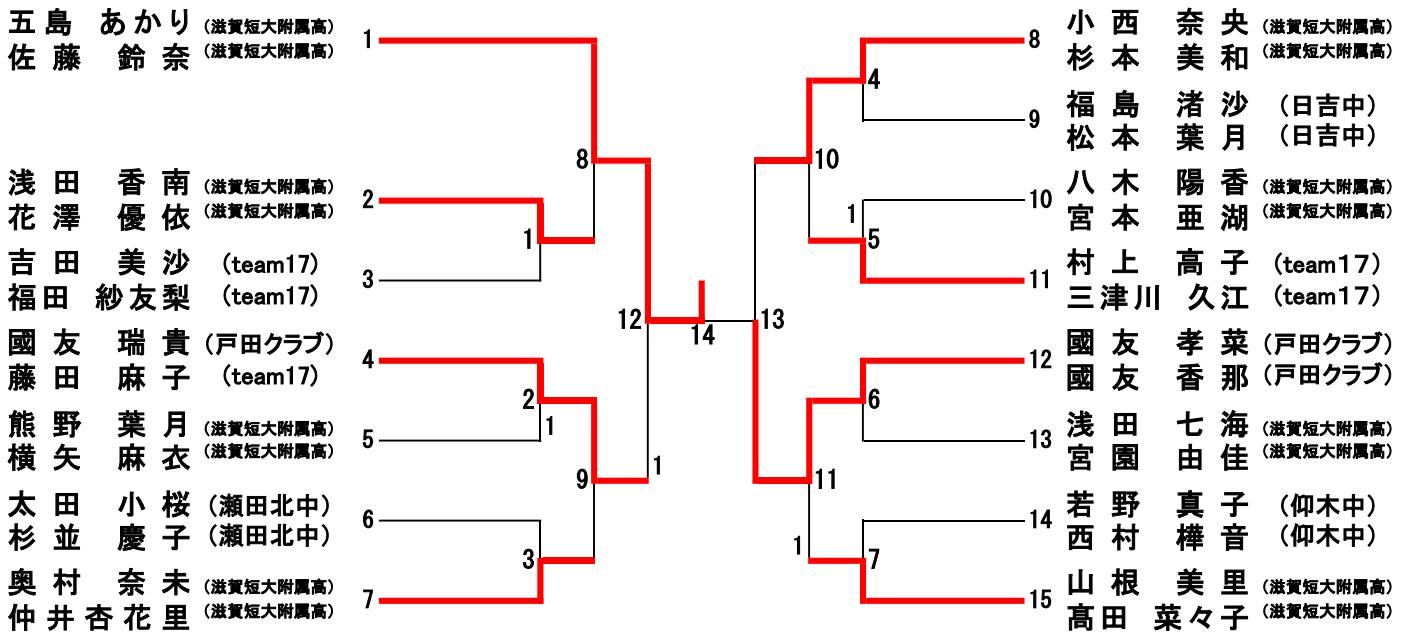 五島 あかり (滋賀短大附属高)
佐藤 鈴奈 (滋賀短大附属高)
1
浅田 香南 (滋賀短大附属高)
花澤 優依 (滋賀短大附属高)
2
吉田 美沙 (team17)
福田 紗友梨 (team17)
3
國友 瑞貴 (戸田クラブ)
藤田 麻子 (team17)
4
熊野 葉月 (滋賀短大附属高)
横矢 麻衣 (滋賀短大附属高)
5
太田 小桜 (瀬田北中)
杉並 慶子 (瀬田北中)
6
奥村 奈未 (滋賀短大附属高)
仲井杏花里 (滋賀短大附属高)
7
8
1
12
2
1
9
1
3
14
13
10
4
1
5
6
11
1
7
8
小西 奈央 (滋賀短大附属高)
杉本 美和 (滋賀短大附属高)
9
福島 渚沙 (日吉中)
松本 葉月 (日吉中)
10
八木 陽香 (滋賀短大附属高)
宮本 亜湖 (滋賀短大附属高)
11
村上 高子 (team17)
三津川 久江 (team17)
12
國友 孝菜 (戸田クラブ)
國友 香那 (戸田クラブ)
13
浅田 七海 (滋賀短大附属高)
宮園 由佳 (滋賀短大附属高)
14
若野 真子 (仰木中)
西村 樺音 (仰木中)
15
山根 美里 (滋賀短大附属高)
髙田 菜々子 (滋賀短大附属高)